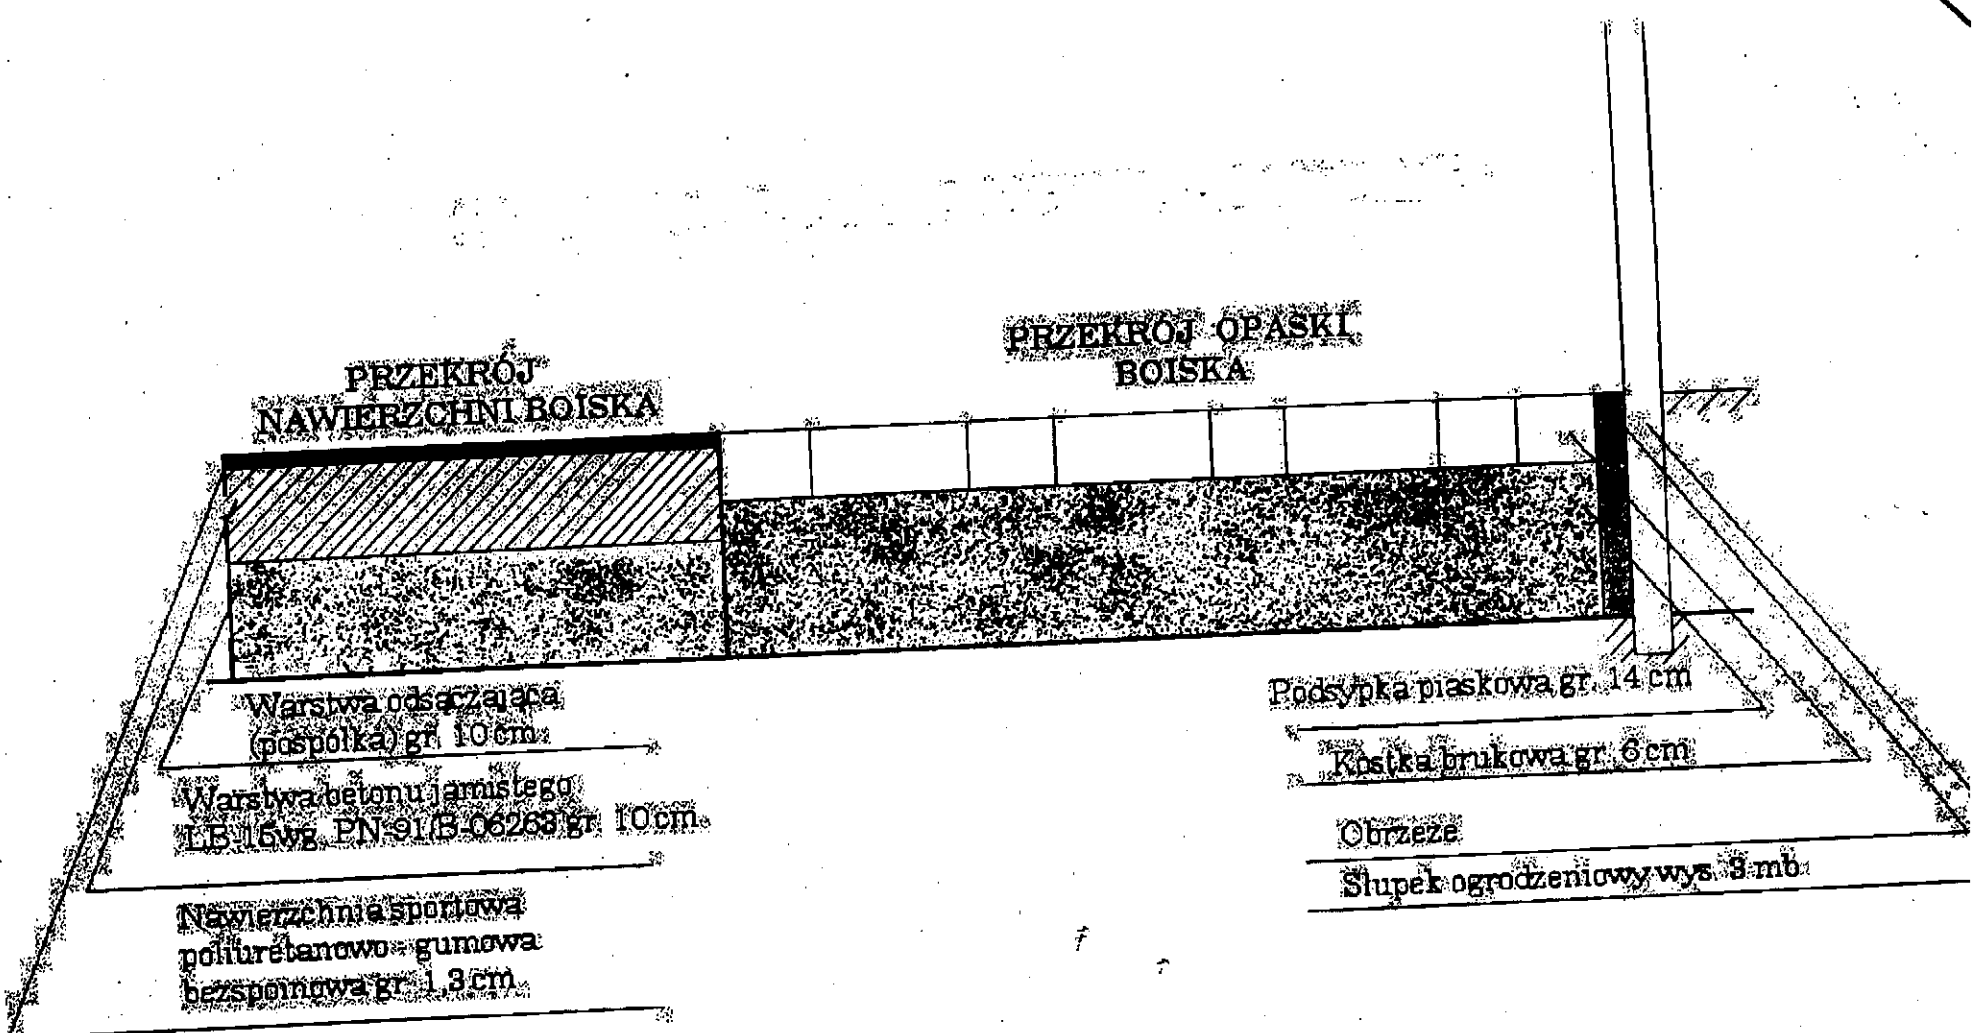 PRZEKRÓJ
NAWIERZCHNI BOISKA
PRZEKRÓJ OPASKI
BOISKA
Warstwa odsączająca
(pospółka) gr. 10 cm
Warstwa betonu jamistego
LB-15 wg. PN-91/B-06263 gr. 10 cm
Nawierzchnia sportowa
poliuretanowo - gumowa
bezspoinowa gr. 1,3 cm
Podsypka piaskowa gr. 14 cm
Kostka brukowa gr. 6 cm
Obrzeże
Słupek ogrodzeniowy wys. 3 mb.